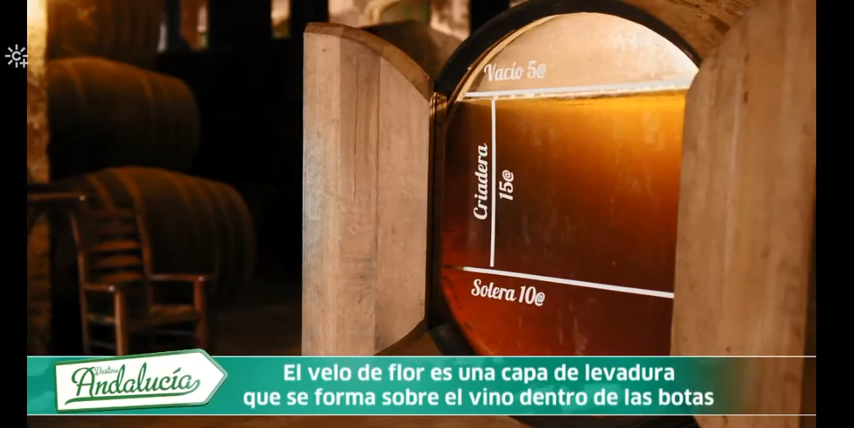 Vacío 5@
Criadera
15@
Solera 10@
Destino
Andalucía
El velo de flor es una capa de levadura
que se forma sobre el vino dentro de las botas